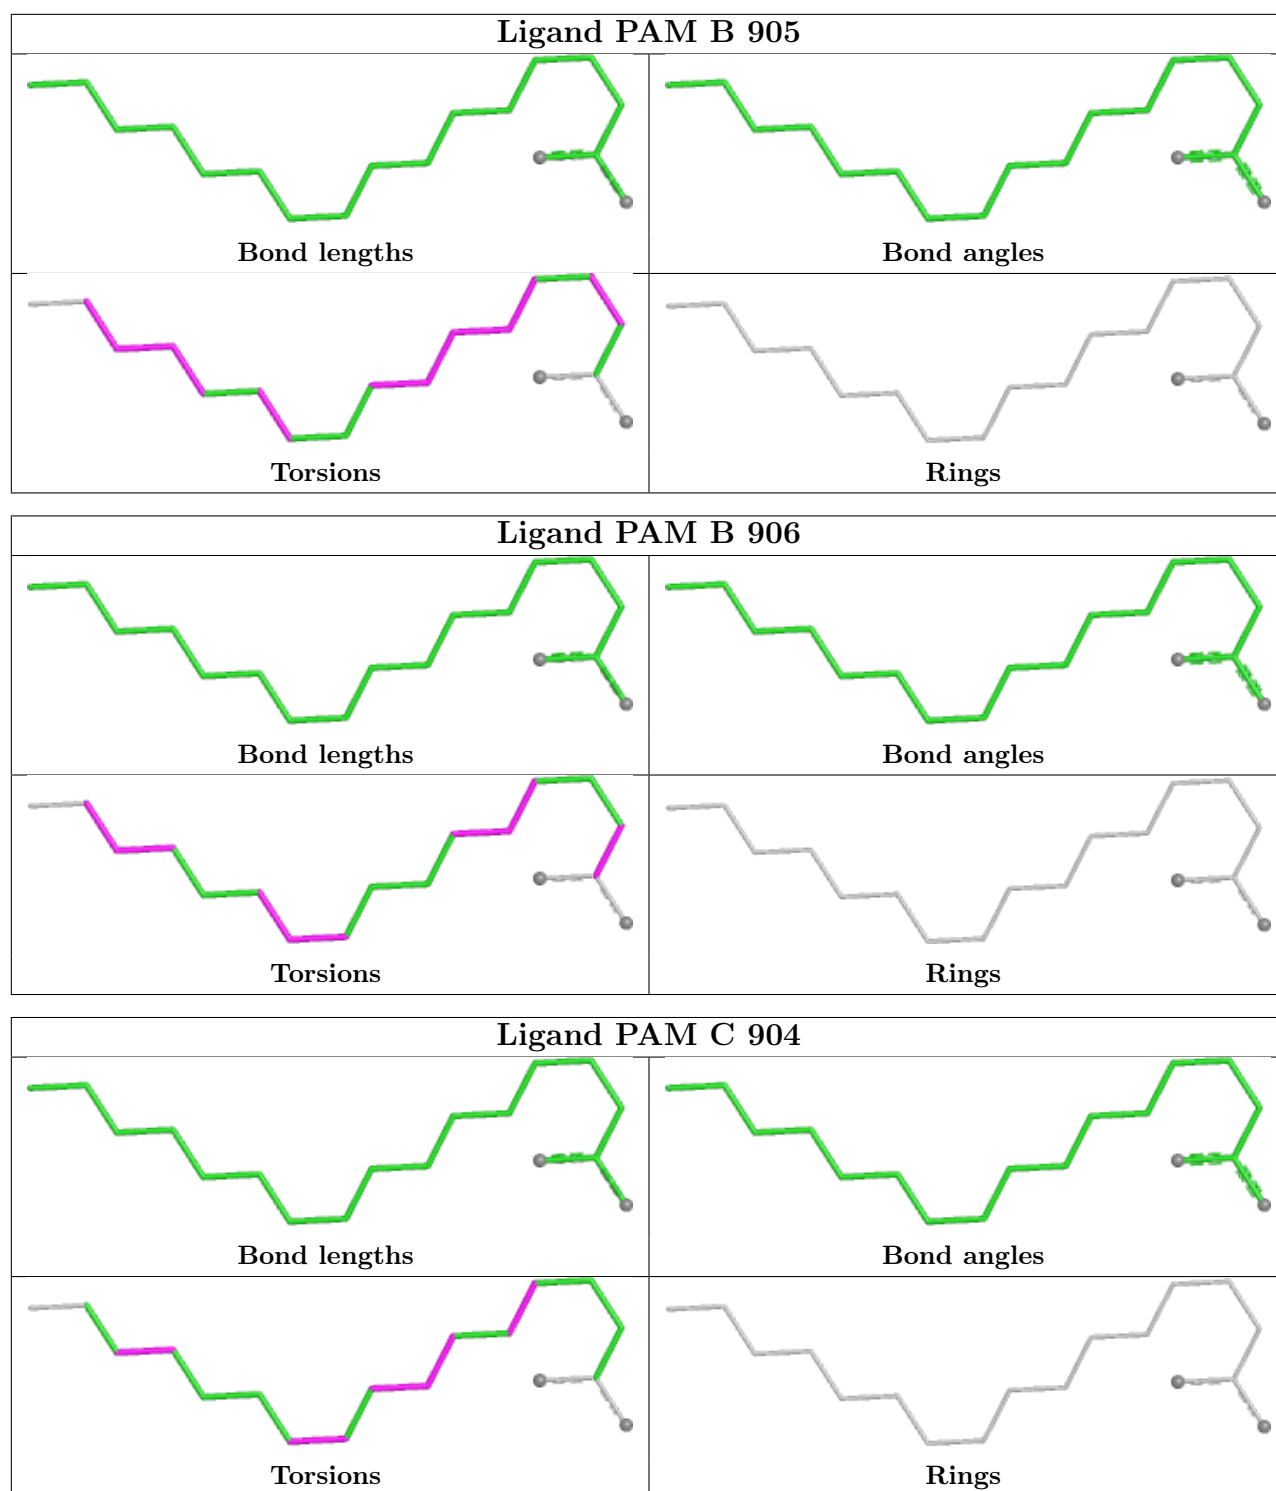 Ligand PAM B 905
Bond lengths
Bond angles
Torsions
Rings
Ligand PAM B 906
Bond lengths
Bond angles
Torsions
Rings
Ligand PAM C 904
Bond lengths
Bond angles
Torsions
Rings